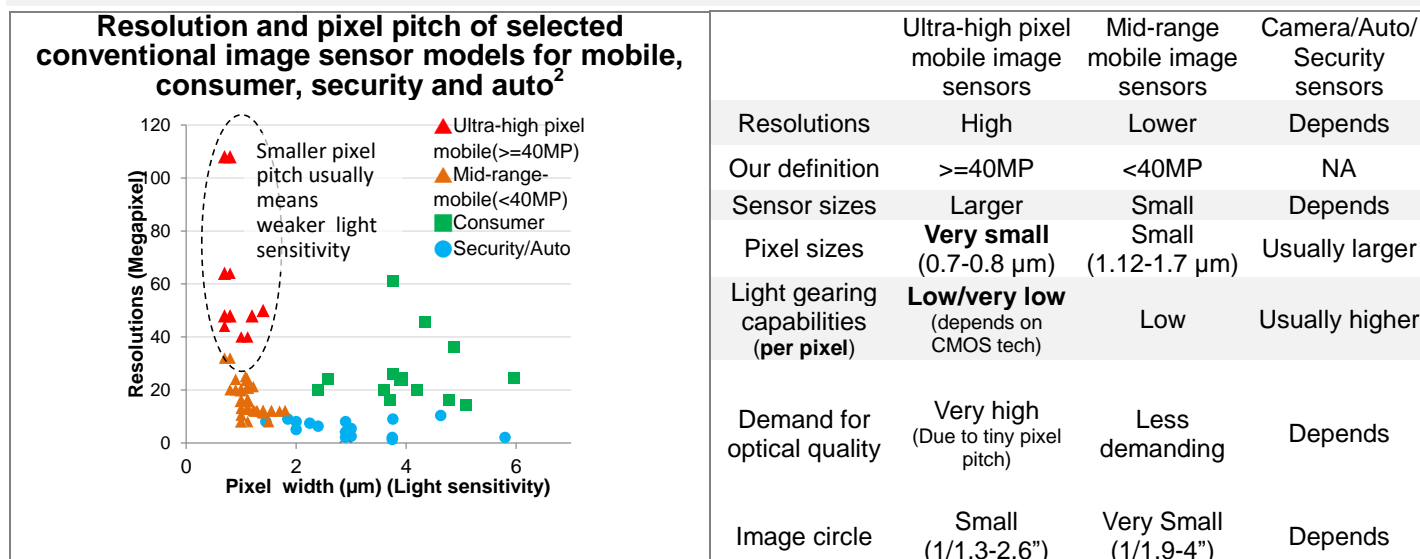 Resolution and pixel pitch of selected
conventional image sensor models for mobile,
consumer, security and auto2
Resolutions (Megapixel)
120
100
80
60
40
20
0
0
2
4
6
Pixel width (µm) (Light sensitivity)
Smaller pixel
pitch usually
means
weaker light
sensitivity
Ultra-high pixel
mobile(>=40MP)
Mid-range-
mobile(<40MP)
Consumer
Security/Auto
Ultra-high pixel
mobile image
sensors
Mid-range
mobile image
sensors
Camera/Auto/
Security
sensors
Resolutions
High
Lower
Depends
Our definition
>=40MP
<40MP
NA
Sensor sizes
Larger
Small
Depends
Pixel sizes
Very small
(0.7-0.8 µm)
Small
(1.12-1.7 µm)
Usually larger
Light gearing
capabilities
(per pixel)
Low/very low
(depends on
CMOS tech)
Low
Usually higher
Demand for
optical quality
Very high
(Due to tiny pixel
pitch)
Less
demanding
Depends
Image circle
Small
(1/1.3-2.6”)
Very Small
(1/1.9-4”)
Depends